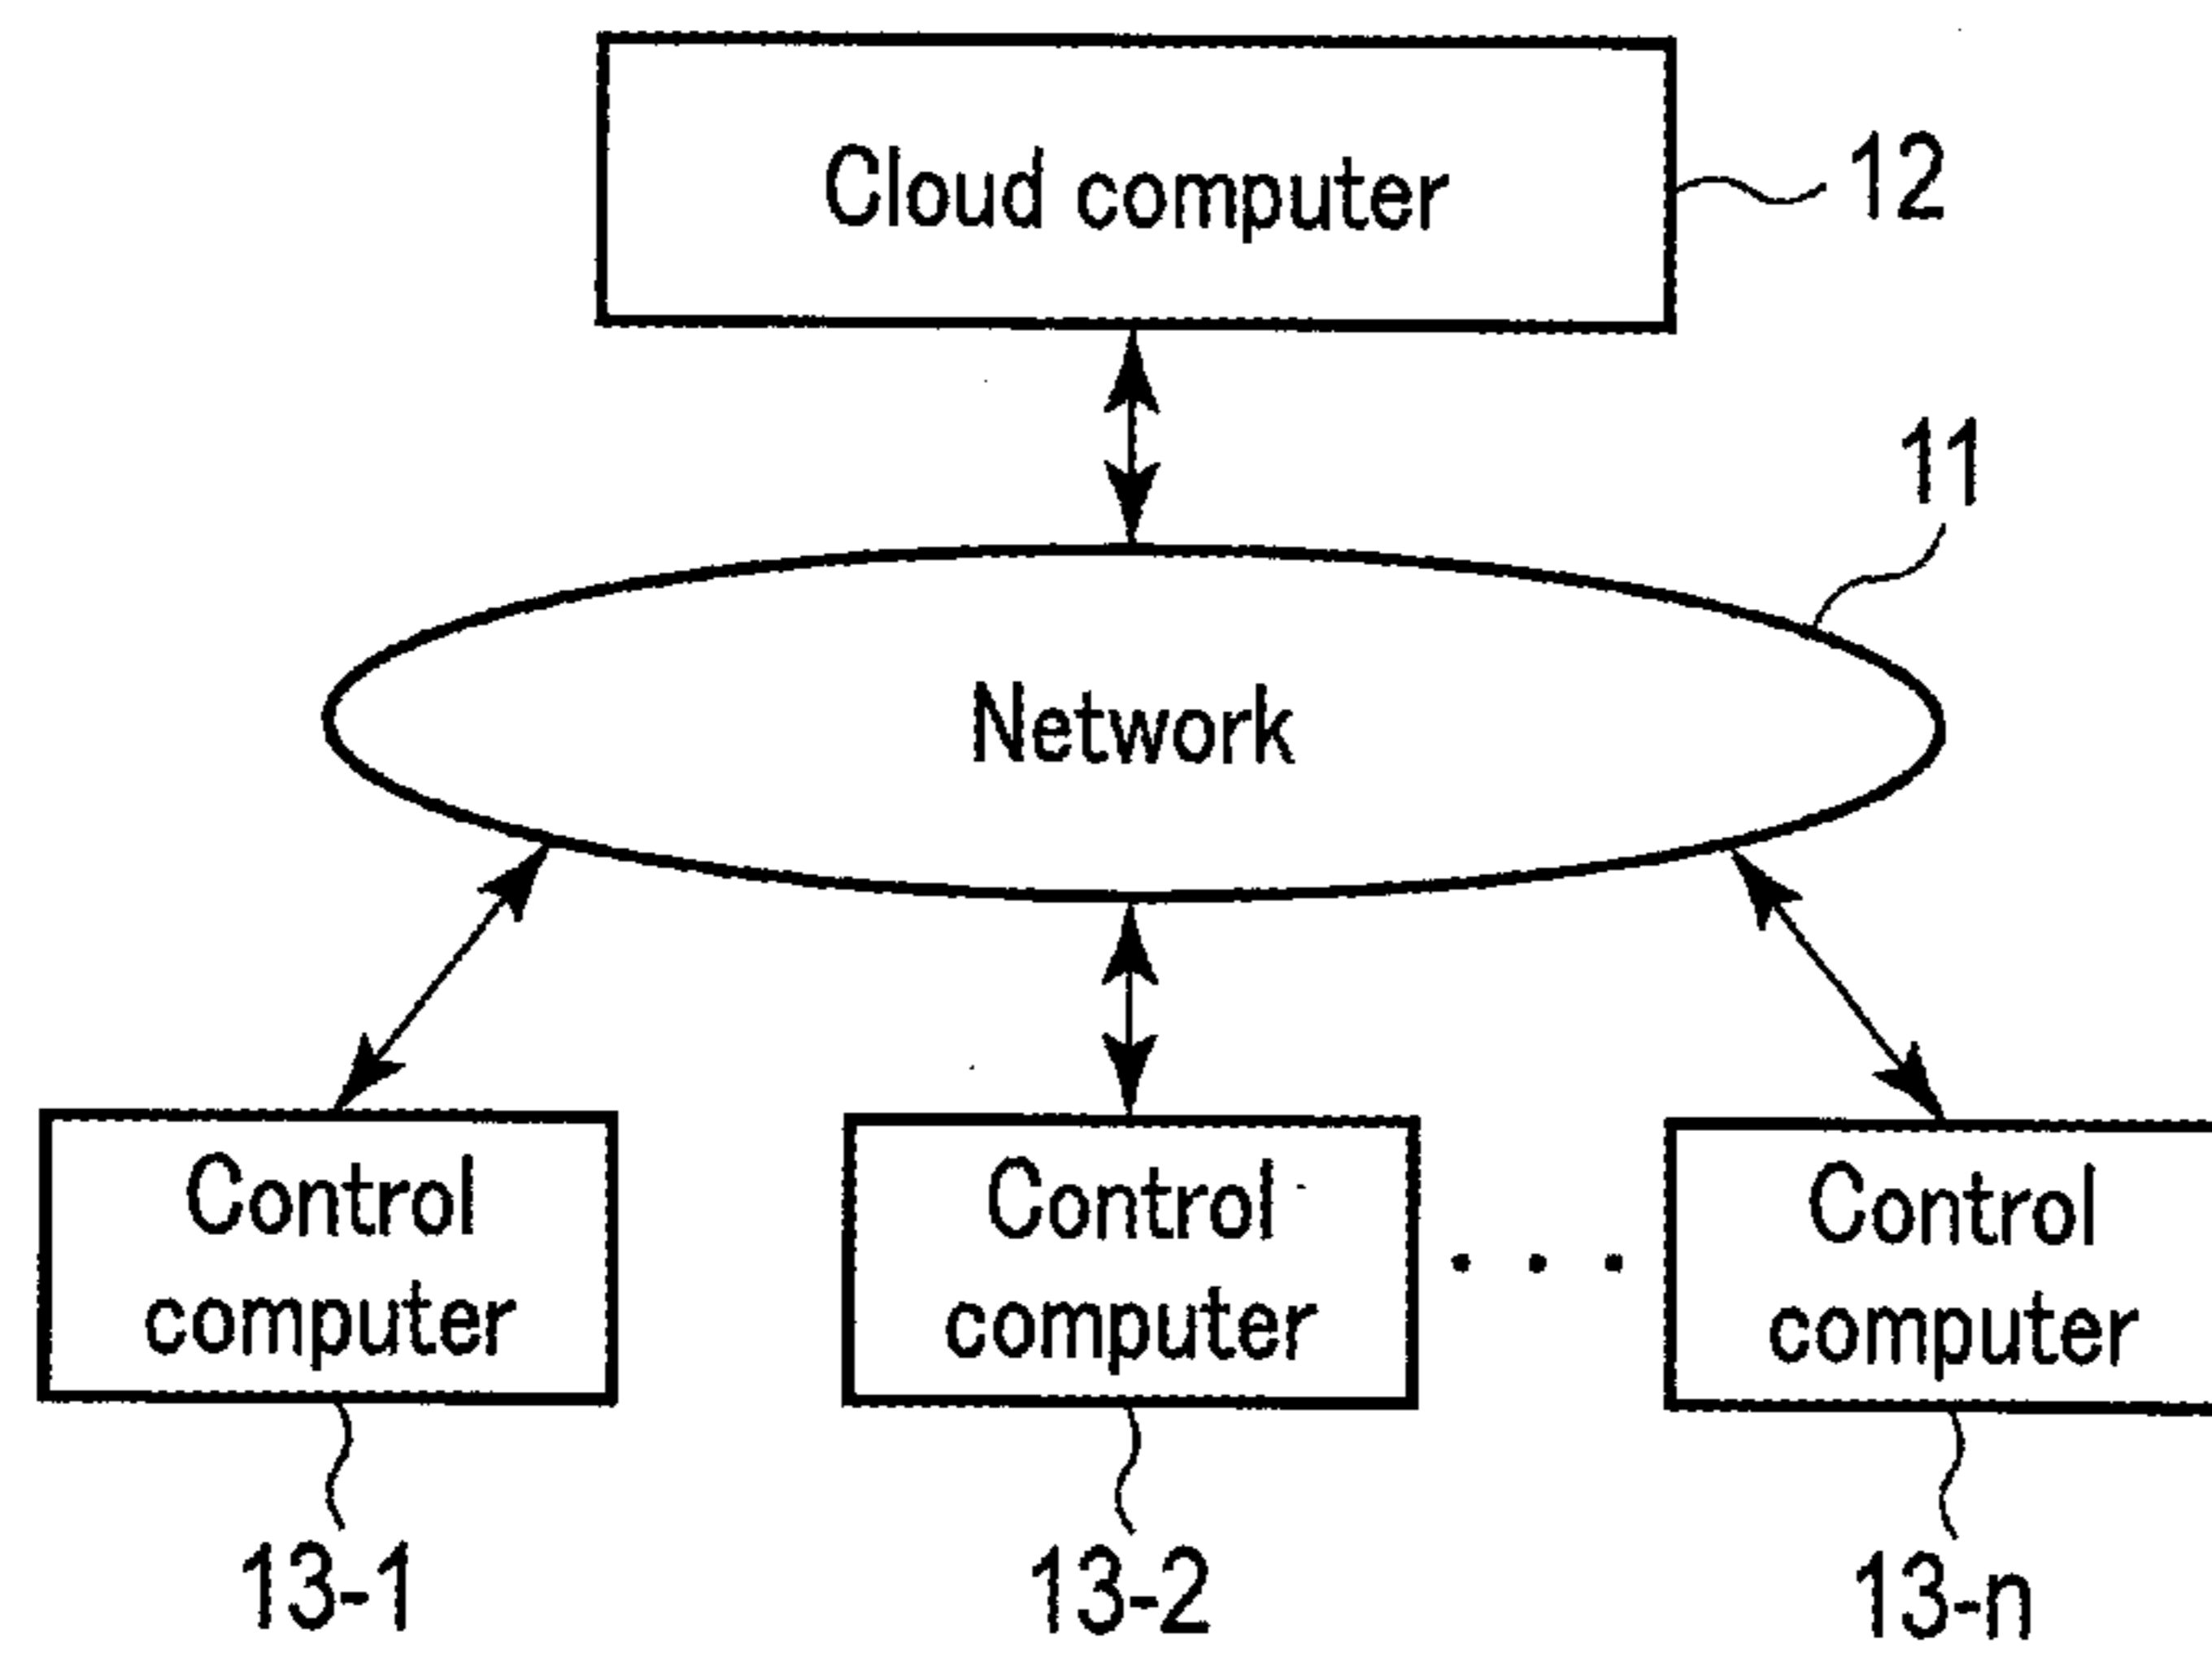 Cloud computer
12
11
Network
Control
computer
Control
computer
. . .
Control
computer
13-1
13-2
13-n